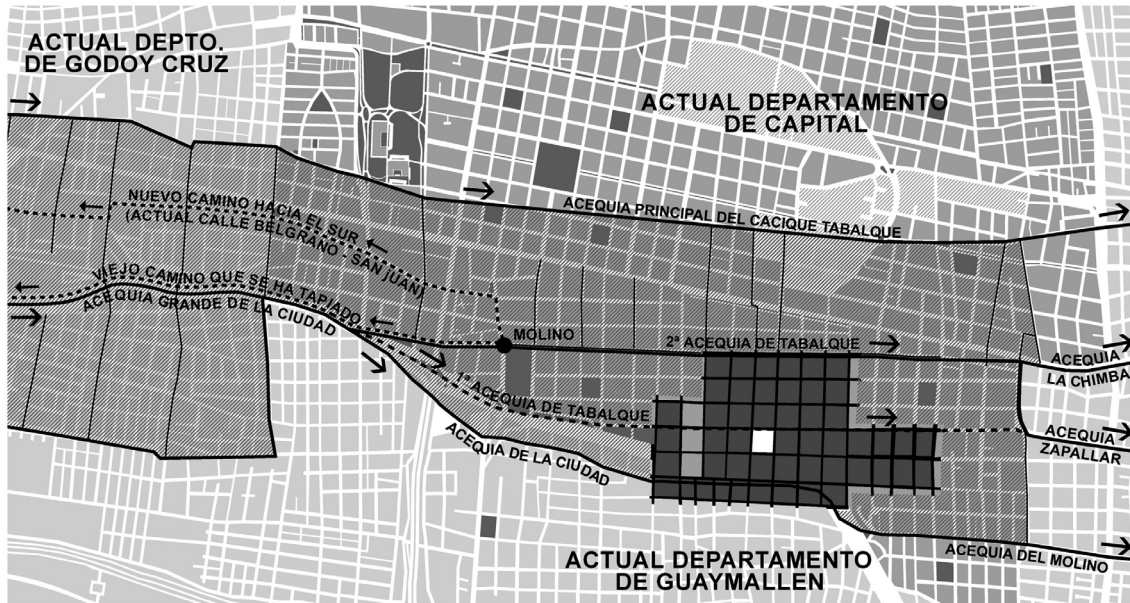 ACTUAL DEPTO.
DE GODOY CRUZ
ACTUAL DEPARTAMENTO
DE CAPITAL
NUEVO CAMINO HACIA EL SUR
(ACTUAL CALLE BELGRANO - SAN JUAN)
ACEQUIA PRINCIPAL DEL CACIQUE TABALQUE
VIEJO CAMINO QUE SE HA TAPIADO
ACEQUIA GRANDE DE LA CIUDAD
MOLINO
2ª ACEQUIA DE TABALQUE
ACEQUIA
LA CHIMBA
1ª ACEQUIA DE TABALQUE
ACEQUIA DE LA CIUDAD
ACEQUIA
ZAPALLAR
ACTUAL DEPARTAMENTO
DE GUAYMALLEN
ACEQUIA DEL MOLINO